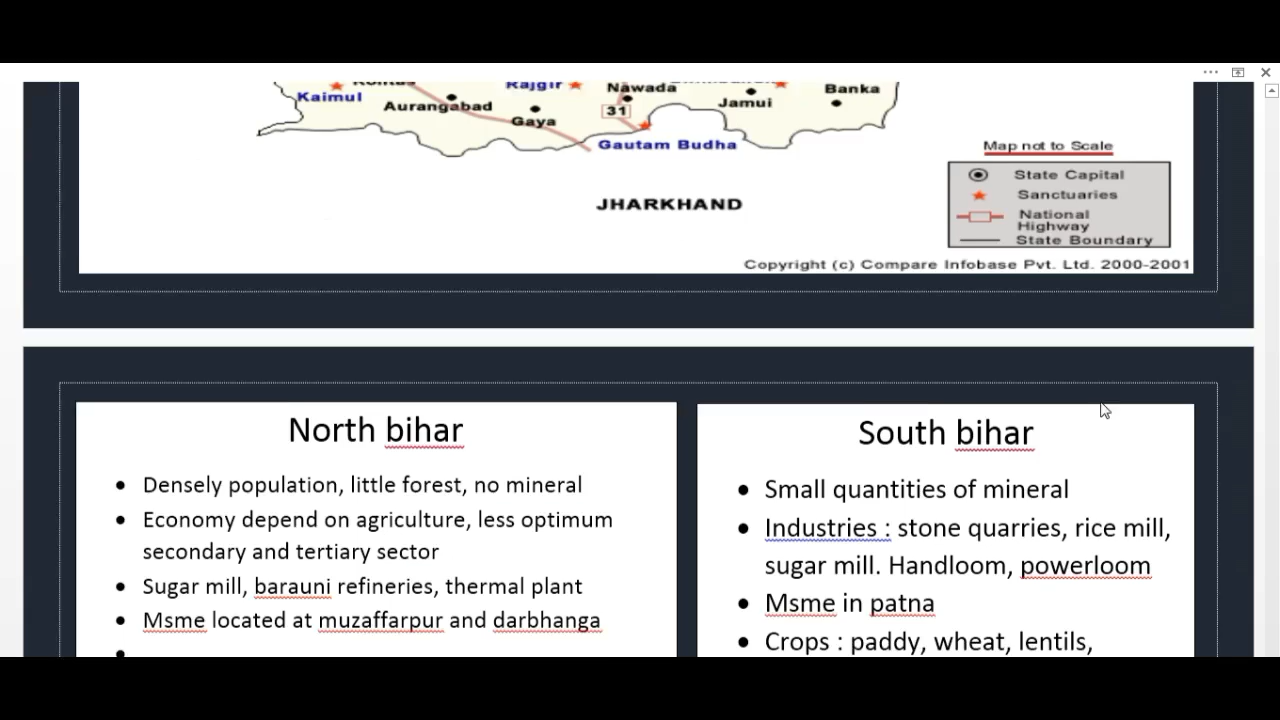 Rajgir
Nawada
Banka
Kaimul
Aurangabad
Jamui
31
Gaya
Gautam Budha
Map not to Scale
State Capital
JHARKHAND
Sanctuaries
National
Highway
State Boundary
Copyright (c) Compare Infobase Pvt. Ltd. 2000-2001
North bihar
• Densely population, little forest, no mineral
• Economy depend on agriculture, less optimum
secondary and tertiary sector
• Sugar mill, barauni refineries, thermal plant
• Msme located at muzaffarpur and darbhanga
South bihar
• Small quantities of mineral
• Industries : stone quarries, rice mill,
sugar mill. Handloom, powerloom
• Msme in patna
• Crops : paddy, wheat, lentils,